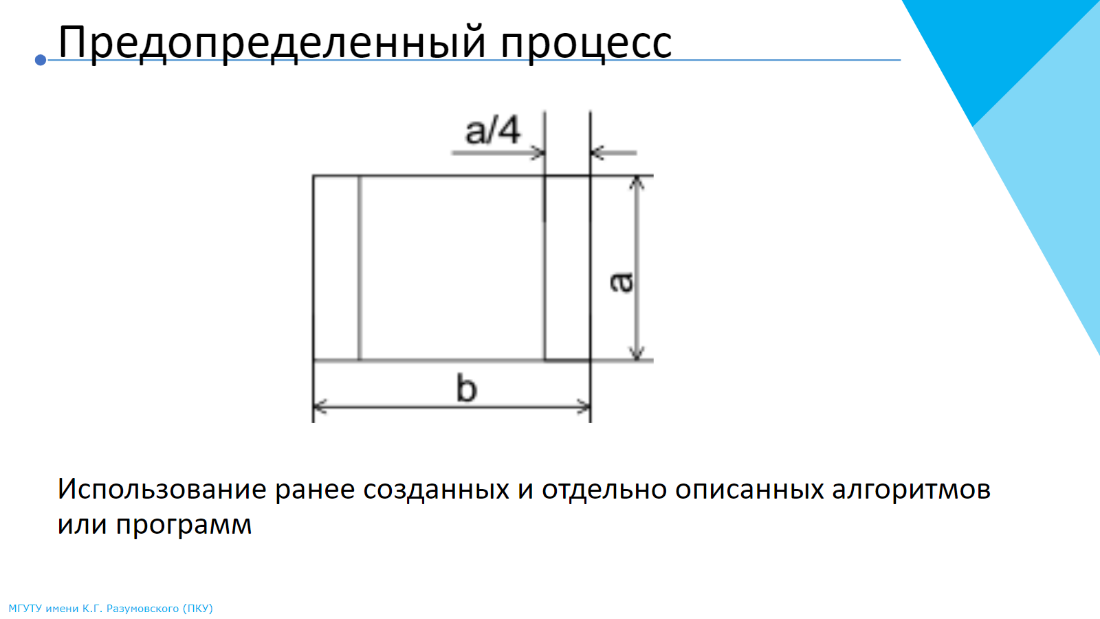 Предопределенный процесс
a/4
a
b
Использование ранее созданных и отдельно описанных алгоритмов
или программ
МГУТУ имени К.Г. Разумовского (ПКУ)